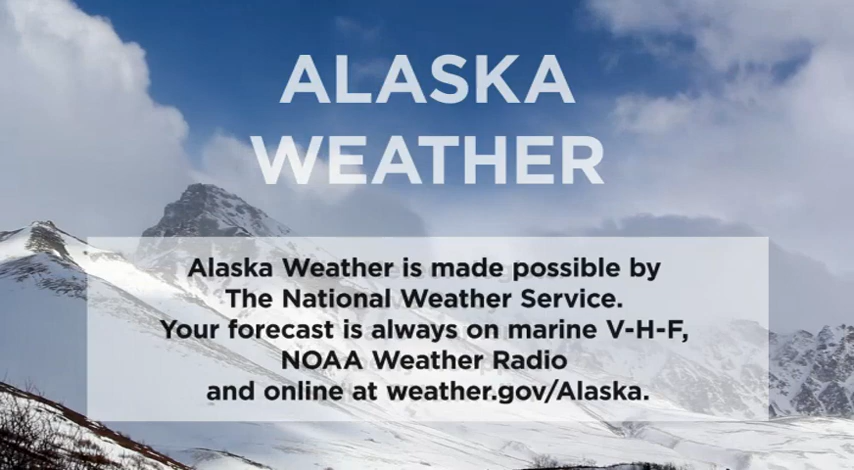 ALASKA
WEATHER
Alaska Weather is made possible by
The National Weather Service.
Your forecast is always on marine V-H-F,
NOAA Weather Radio
and online at weather.gov/Alaska.